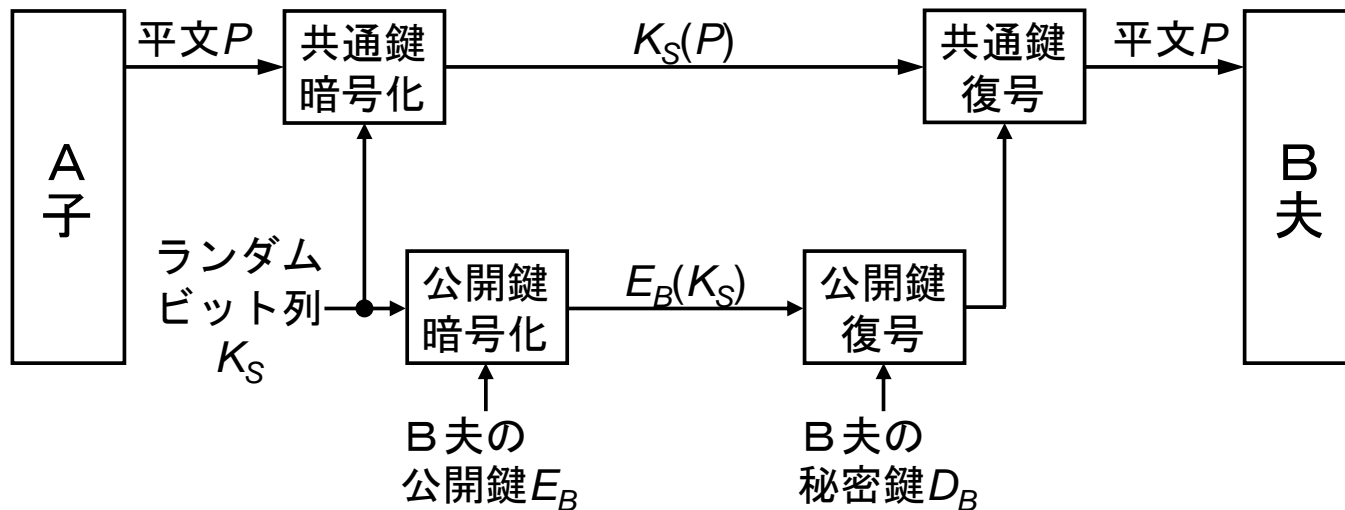 A子
平文P
共通鍵
暗号化
K_S(P)
共通鍵
復号
平文P
B夫
ランダム
ビット列
K_S
公開鍵
暗号化
E_B(K_S)
公開鍵
復号
B夫の
公開鍵E_B
B夫の
秘密鍵D_B